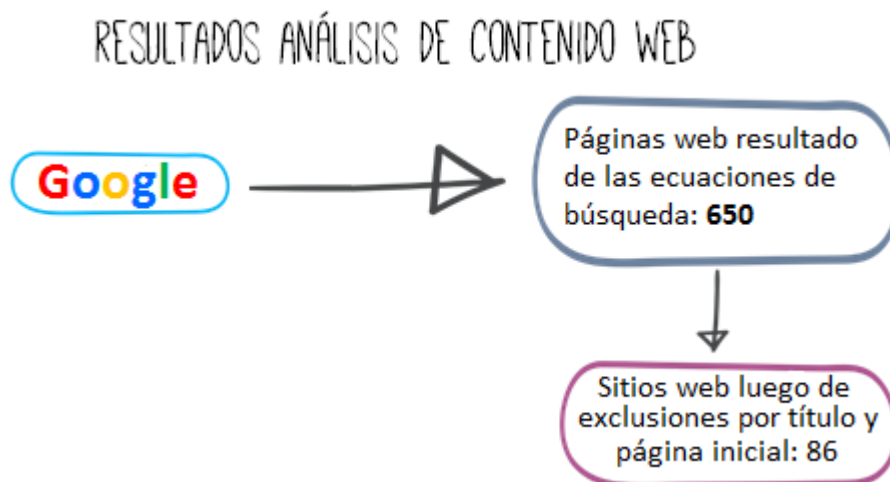 RESULTADOS ANÁLISIS DE CONTENIDO WEB
Google
Páginas web resultado
de las ecuaciones de
búsqueda: 650
Sitios web luego de
exclusiones por título y
página inicial: 86